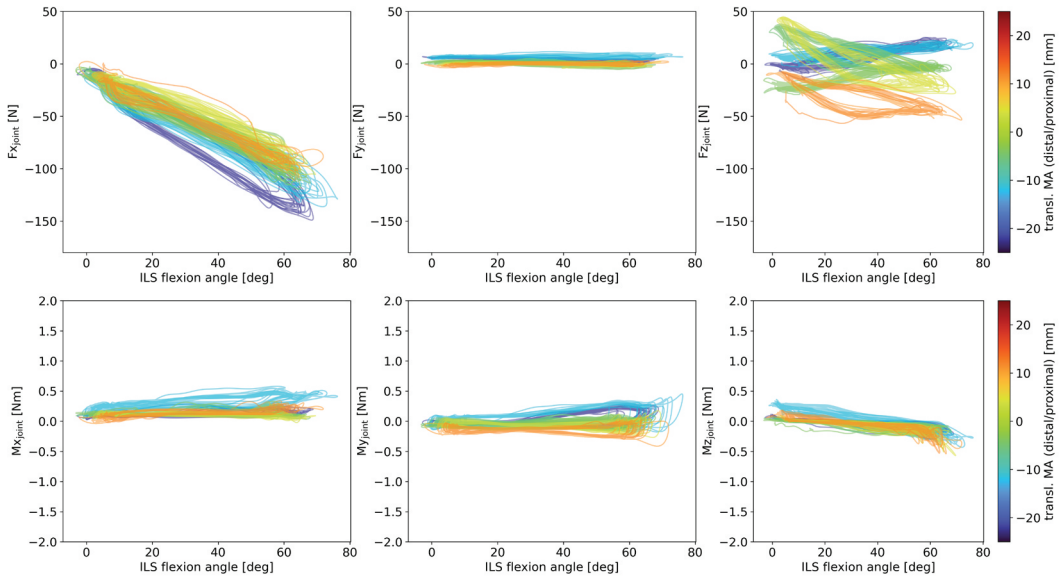 50
0
−50
−100
−150
Fx_joint [N]
0 20 40 60 80
ILS flexion angle [deg]
50
0
−50
−100
−150
Fy_joint [N]
0 20 40 60 80
ILS flexion angle [deg]
50
0
−50
−100
−150
Fz_joint [N]
0 20 40 60 80
ILS flexion angle [deg]
20
10
0
−10
−20
transl. MA (distal/proximal) [mm]
2.0
1.5
1.0
0.5
0.0
−0.5
−1.0
−1.5
−2.0
Mx_joint [Nm]
0 20 40 60 80
ILS flexion angle [deg]
2.0
1.5
1.0
0.5
0.0
−0.5
−1.0
−1.5
−2.0
My_joint [Nm]
0 20 40 60 80
ILS flexion angle [deg]
2.0
1.5
1.0
0.5
0.0
−0.5
−1.0
−1.5
−2.0
Mz_joint [Nm]
0 20 40 60 80
ILS flexion angle [deg]
20
10
0
−10
−20
transl. MA (distal/proximal) [mm]